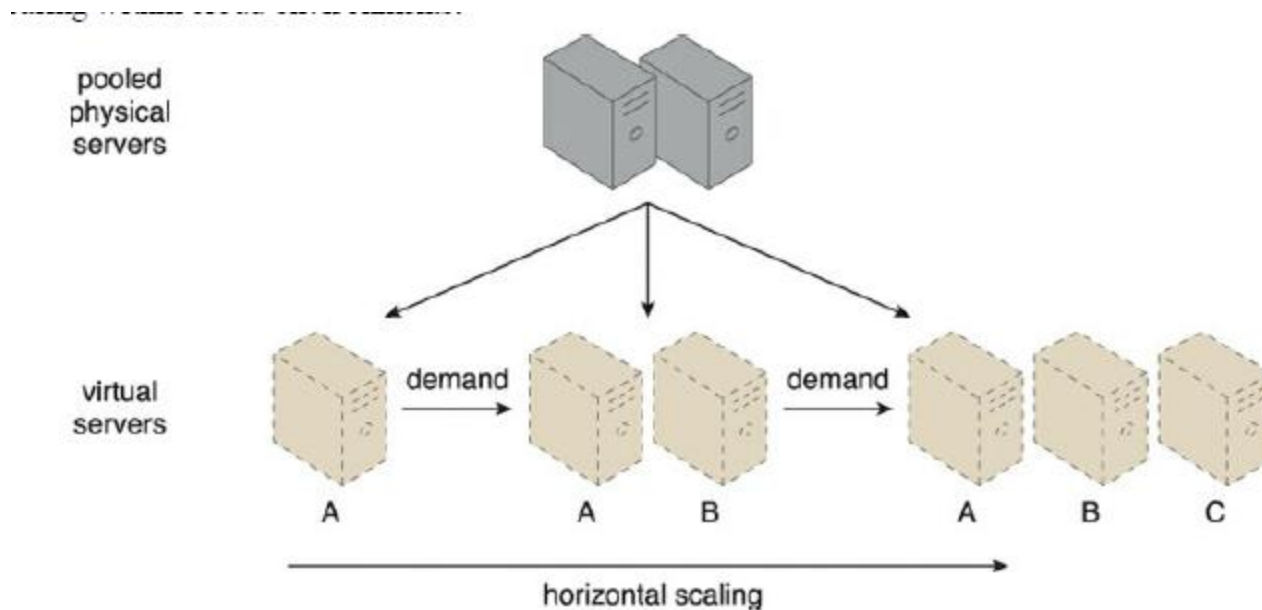 pooled
physical
servers
virtual
servers
demand
demand
A
A
B
A
B
C
horizontal scaling